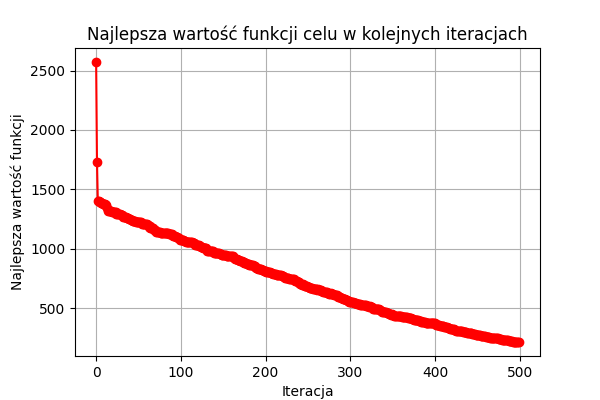 Najlepsza wartość funkcji celu w kolejnych iteracjach
2500
2000
1500
1000
500
Najlepsza wartość funkcji
0 100 200 300 400 500
Iteracja